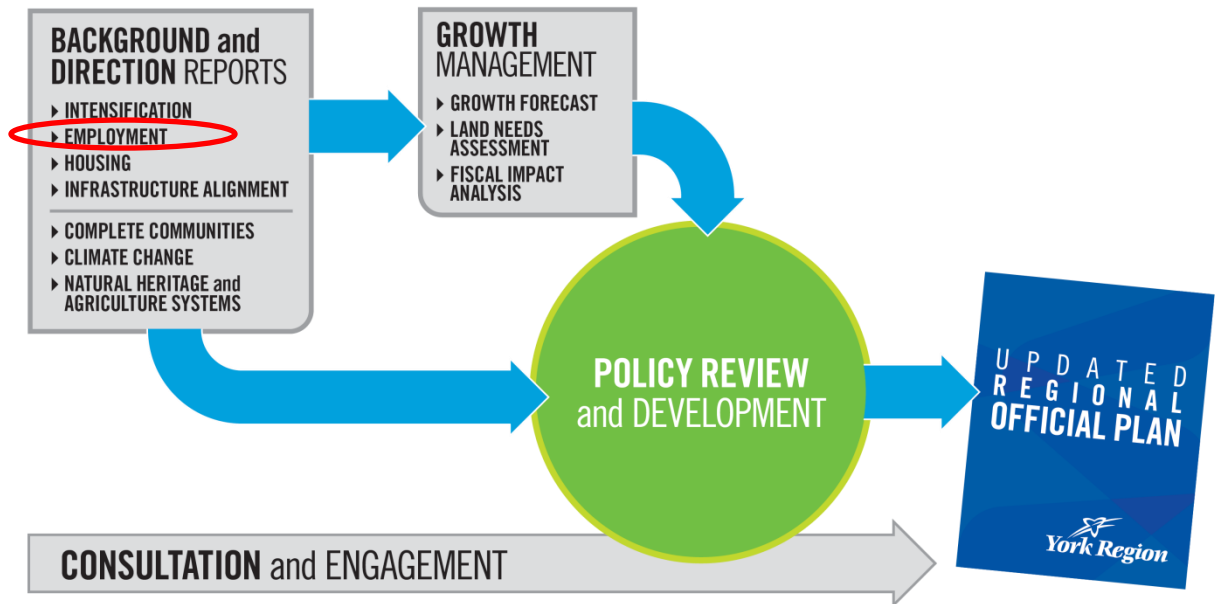 BACKGROUND and
DIRECTION REPORTS
INTENSIFICATION
EMPLOYMENT
HOUSING
INFRASTRUCTURE ALIGNMENT
COMPLETE COMMUNITIES
CLIMATE CHANGE
NATURAL HERITAGE and
AGRICULTURE SYSTEMS
GROWTH
MANAGEMENT
GROWTH FORECAST
LAND NEEDS
ASSESSMENT
FISCAL IMPACT
ANALYSIS
POLICY REVIEW
and DEVELOPMENT
UPDATED
REGIONAL
OFFICIAL PLAN
York Region
CONSULTATION and ENGAGEMENT